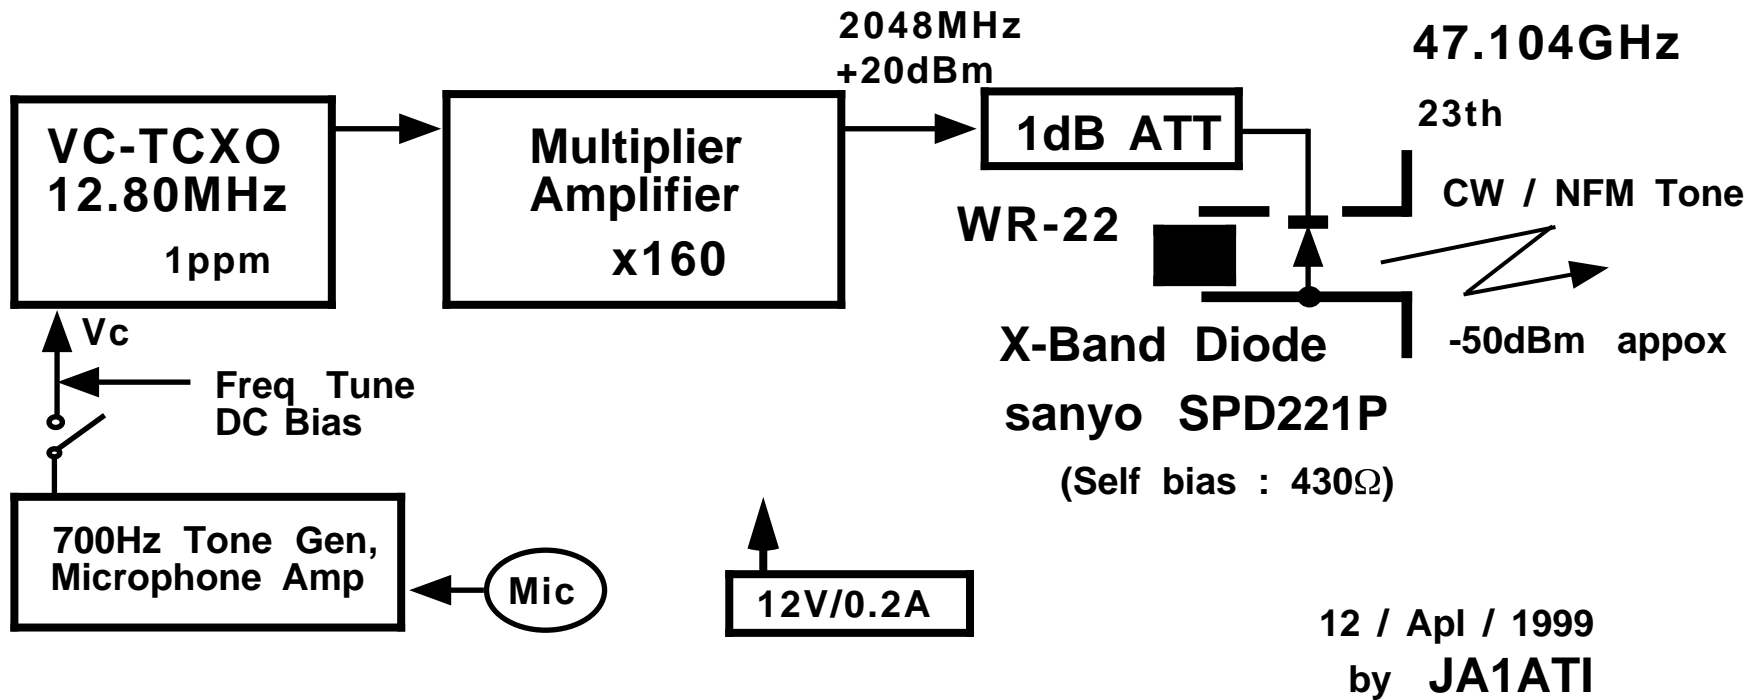 2048MHz
+20dBm
47.104GHz
23th
VC-TCXO
12.80MHz
1ppm
Multiplier
Amplifier
x160
1dB ATT
WR-22
CW / NFM Tone
-50dBm appox
X-Band Diode
sanyo SPD221P
(Self bias : 430Ω)
Vc
Freq Tune
DC Bias
700Hz Tone Gen,
Microphone Amp
Mic
12V/0.2A
12 / Apl / 1999
by JA1ATI